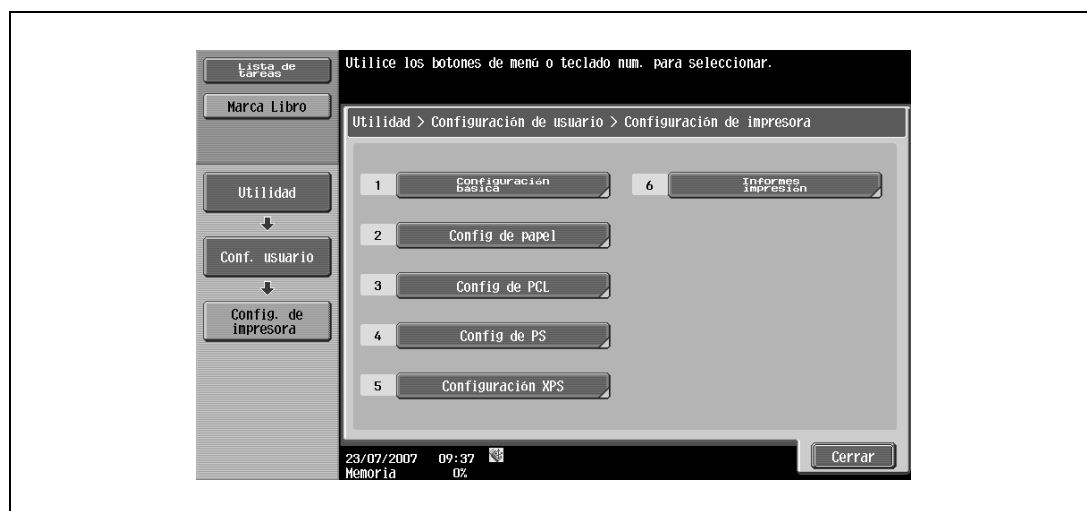 Lista de
tareas
Marca Libro
Utilidad
Conf. usuario
Config. de
impresora
Utilice los botones de menú o teclado num. para seleccionar.
Utilidad > Configuración de usuario > Configuración de impresora
1 Configuración
básica
2 Config de papel
3 Config de PCL
4 Config de PS
5 Configuración XPS
6 Informes
impresión
23/07/2007 09:37
Memoria 0%
Cerrar